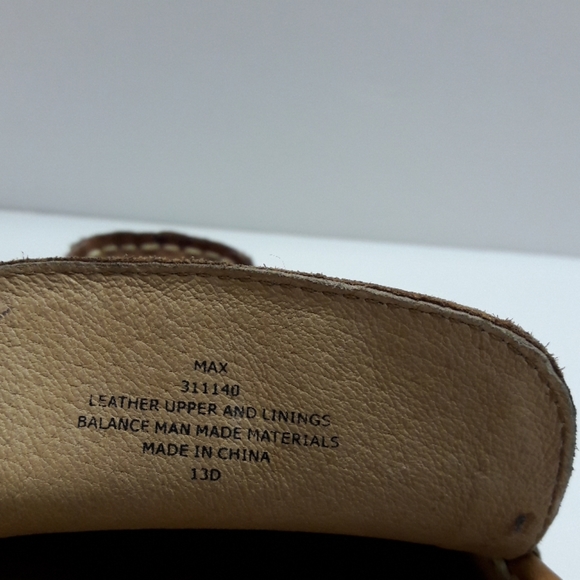 MAX
311140
LEATHER UPPER AND LININGS
BALANCE MAN MADE MATERIALS
MADE IN CHINA
13D